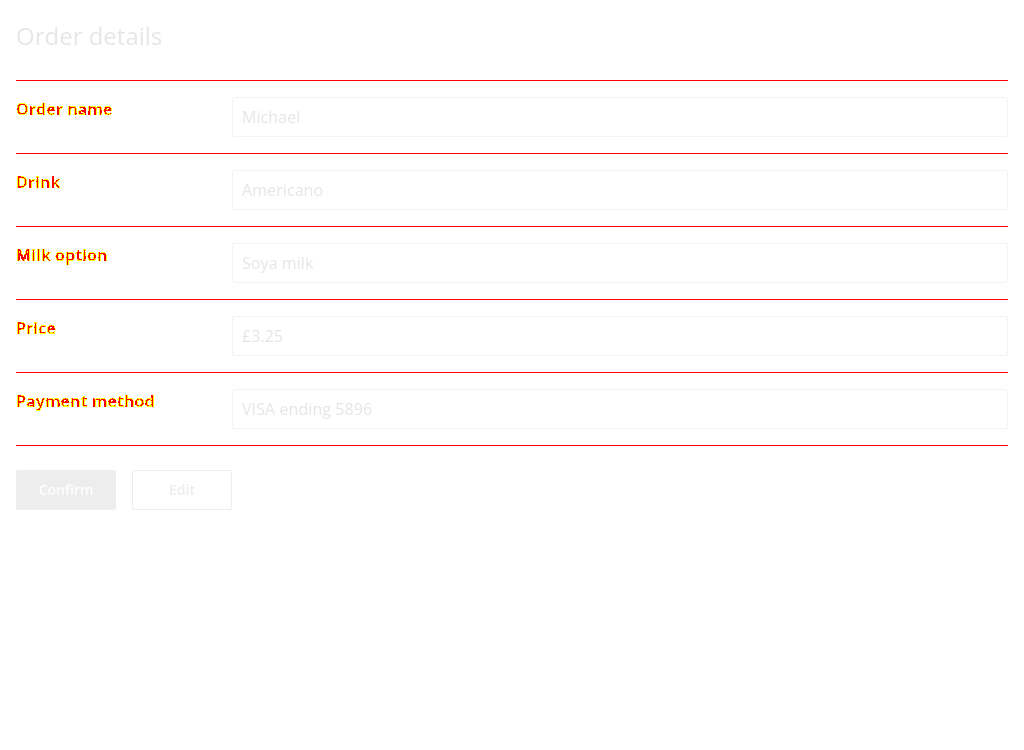 Order details
Order name
Michael
Drink
Americano
Milk option
Soya milk
Price
£3.25
Payment method
VISA ending 5896
Confirm
Edit